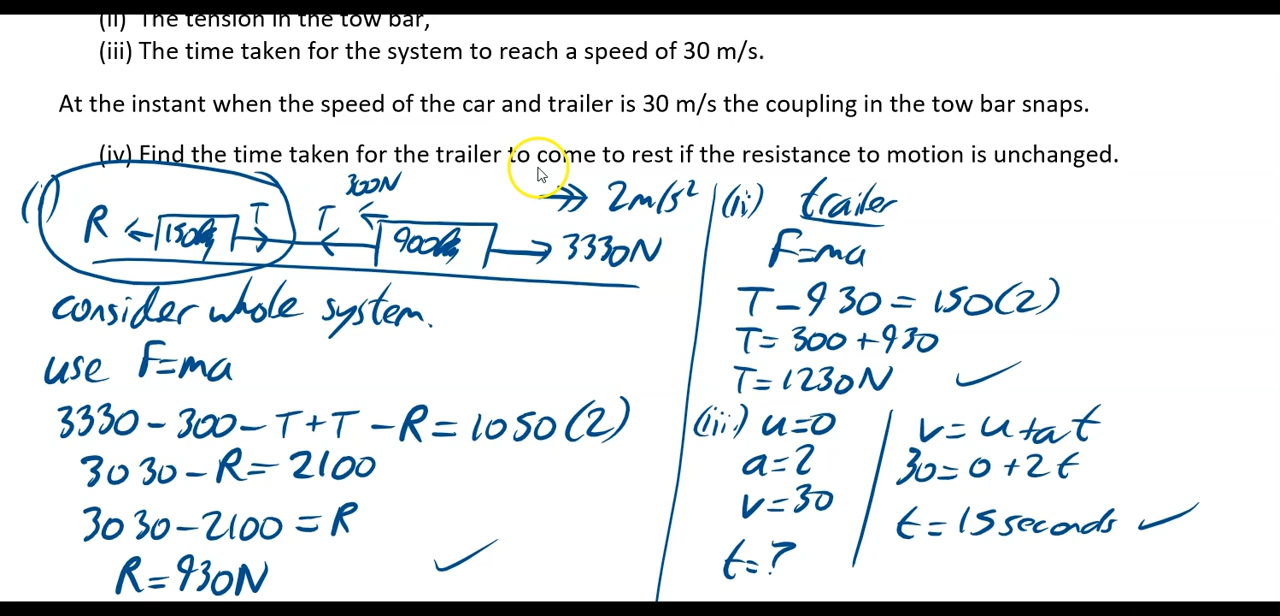 (ii) The tension in the tow bar,
(iii) The time taken for the system to reach a speed of 30 m/s.
At the instant when the speed of the car and trailer is 30 m/s the coupling in the tow bar snaps.
(iv) Find the time taken for the trailer to come to rest if the resistance to motion is unchanged.
(i)
R
150kg
T
T
300N
900kg
2m/s²
3330N
consider whole system.
use F=ma
3330-300-T+T-R=1050(2)
3030-R=2100
3030-2100=R
R=930N
(ii) trailer
F=ma
T-930=150(2)
T=300+930
T=1230N
(iii) u=0
a=2
v=30
t=?
v=u+at
30=0+2t
t=15seconds